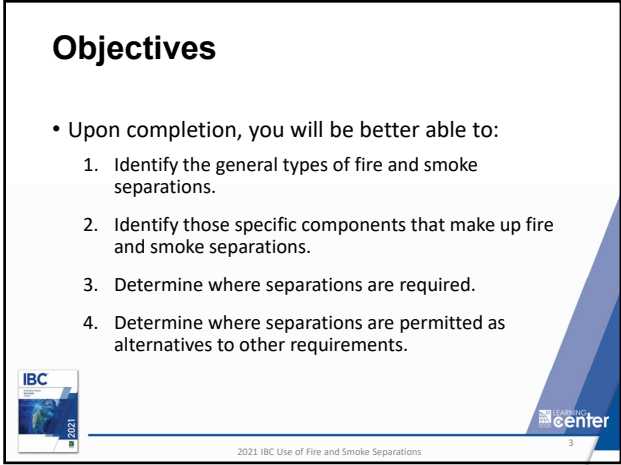 Objectives
• Upon completion, you will be better able to:
1. Identify the general types of fire and smoke
separations.
2. Identify those specific components that make up fire
and smoke separations.
3. Determine where separations are required.
4. Determine where separations are permitted as
alternatives to other requirements.
IBC
2021
LEARNING
center
3
2021 IBC Use of Fire and Smoke Separations